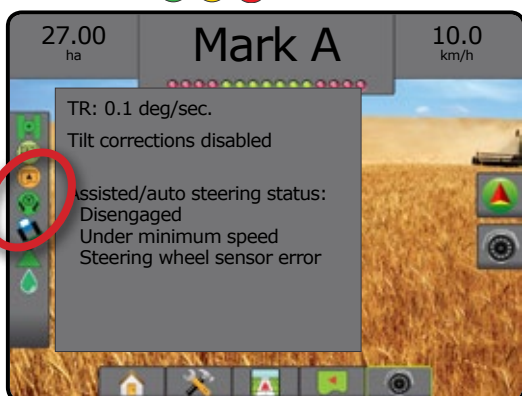 27.00
ha
Mark A
10.0
km/h
TR: 0.1 deg/sec.
Tilt corrections disabled
Assisted/auto steering status:
Disengaged
Under minimum speed
Steering wheel sensor error